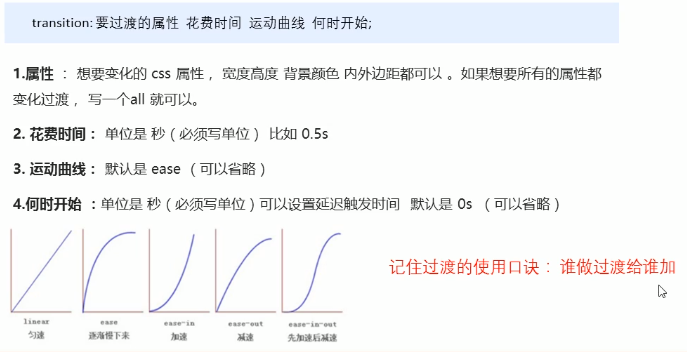 transition: 要过渡的属性 花费时间 运动曲线 何时开始;
1.属性 ： 想要变化的 css 属性， 宽度高度 背景颜色 内外边距都可以 。如果想要所有的属性都
变化过渡， 写一个all 就可以。
2. 花费时间： 单位是 秒（必须写单位） 比如 0.5s
3. 运动曲线： 默认是 ease （可以省略）
4.何时开始 ：单位是 秒（必须写单位）可以设置延迟触发时间 默认是 0s （可以省略）
记住过渡的使用口诀： 谁做过渡给谁加
linear ease ease-in ease-out ease-in-out
匀速 逐渐慢下来 加速 减速 先加速后减速